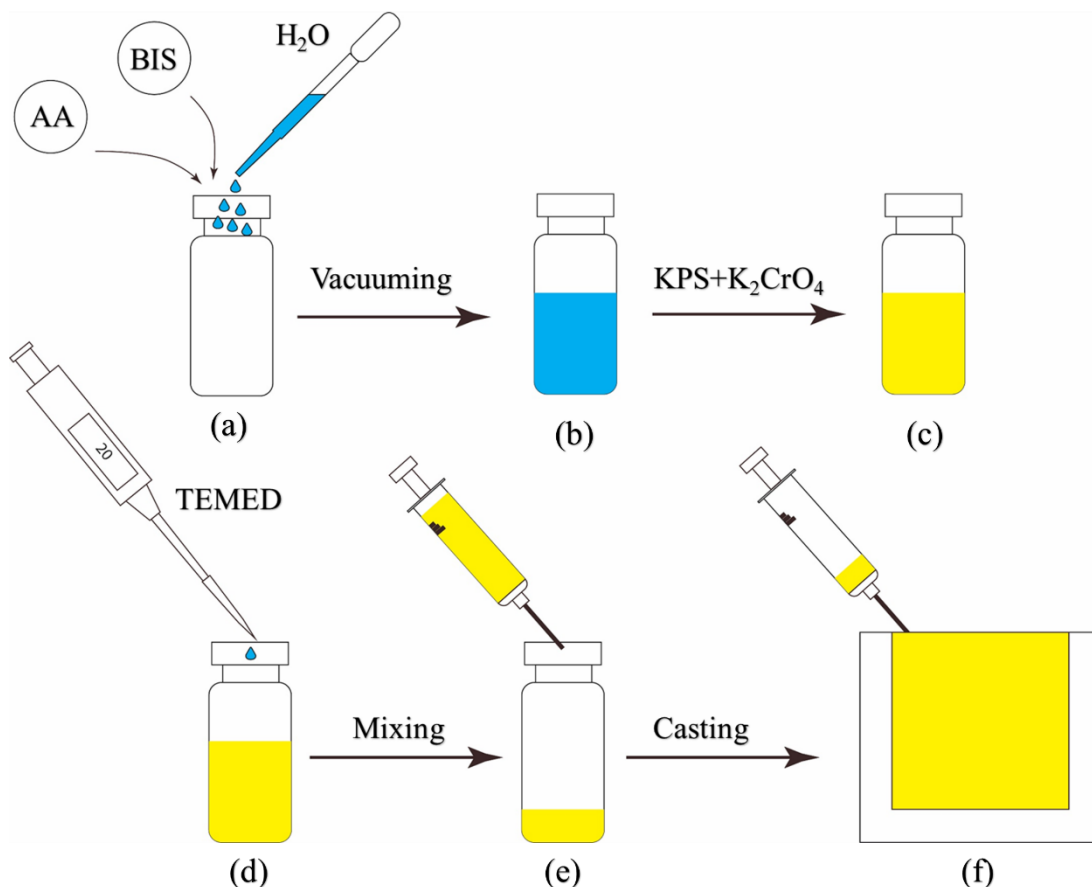 H₂O
BIS
AA
Vacuuming
KPS+K₂CrO₄
(a)
(b)
(c)
20
TEMED
Mixing
Casting
(d)
(e)
(f)